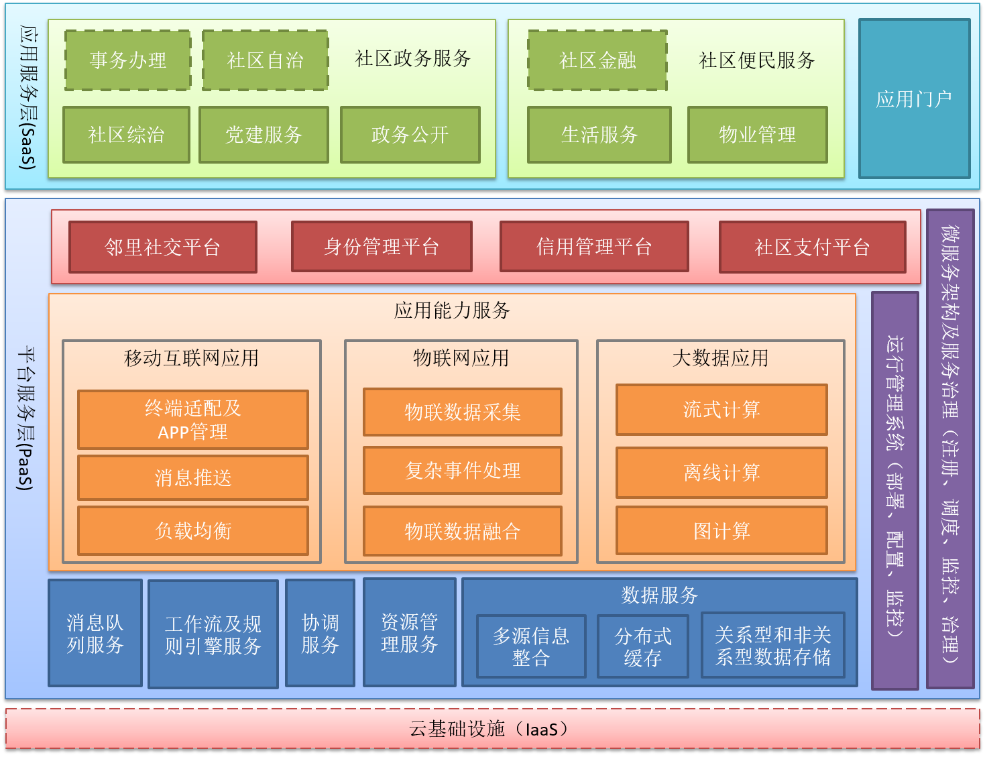 应用服务层(SaaS)
事务办理
社区自治
社区政务服务
社区综治
党建服务
政务公开
社区金融
社区便民服务
生活服务
物业管理
应用门户
平台服务层(PaaS)
邻里社交平台
身份管理平台
信用管理平台
社区支付平台
应用能力服务
移动互联网应用
终端适配及
APP管理
消息推送
负载均衡
物联网应用
物联数据采集
复杂事件处理
物联数据融合
大数据应用
流式计算
离线计算
图计算
消息队
列服务
工作流及规
则引擎服务
协调
服务
资源管
理服务
数据服务
多源信息
整合
分布式
缓存
关系型和非关
系型数据存储
运行管理系统（部署、配置、监控）
微服务架构及服务治理（注册、调度、监控、治理）
云基础设施（IaaS）